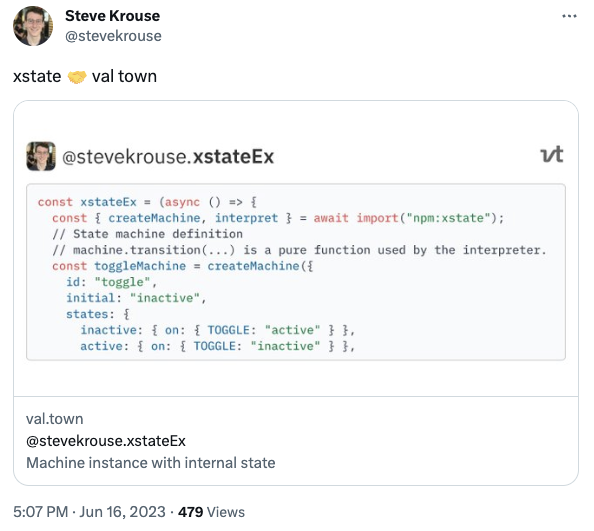 Steve Krouse
@stevekrouse
xstate 🤝 val town
@stevekrouse.xstateEx
vt
const xstateEx = (async () => {
  const { createMachine, interpret } = await import("npm:xstate");
  // State machine definition
  // machine.transition(...) is a pure function used by the interpreter.
  const toggleMachine = createMachine({
    id: "toggle",
    initial: "inactive",
    states: {
      inactive: { on: { TOGGLE: "active" } },
      active: { on: { TOGGLE: "inactive" } },
val.town
@stevekrouse.xstateEx
Machine instance with internal state
5:07 PM · Jun 16, 2023 · 479 Views